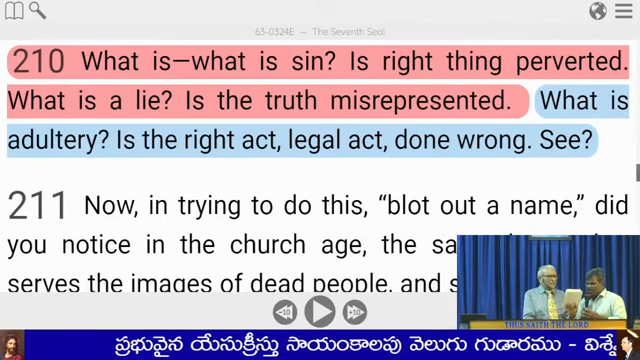 63-0324E — The Seventh Seal
210 What is—what is sin? Is right thing perverted.
What is a lie? Is the truth misrepresented. What is
adultery? Is the right act, legal act, done wrong. See?
211 Now, in trying to do this, “blot out a name,” did
you notice in the church age, the
serves the images of dead people, and
-10
+10
THUS SAITH THE LORD
ప్రభువైన యేసుక్రీస్తు సాయంకాలపు వెలుగు గుడారము -